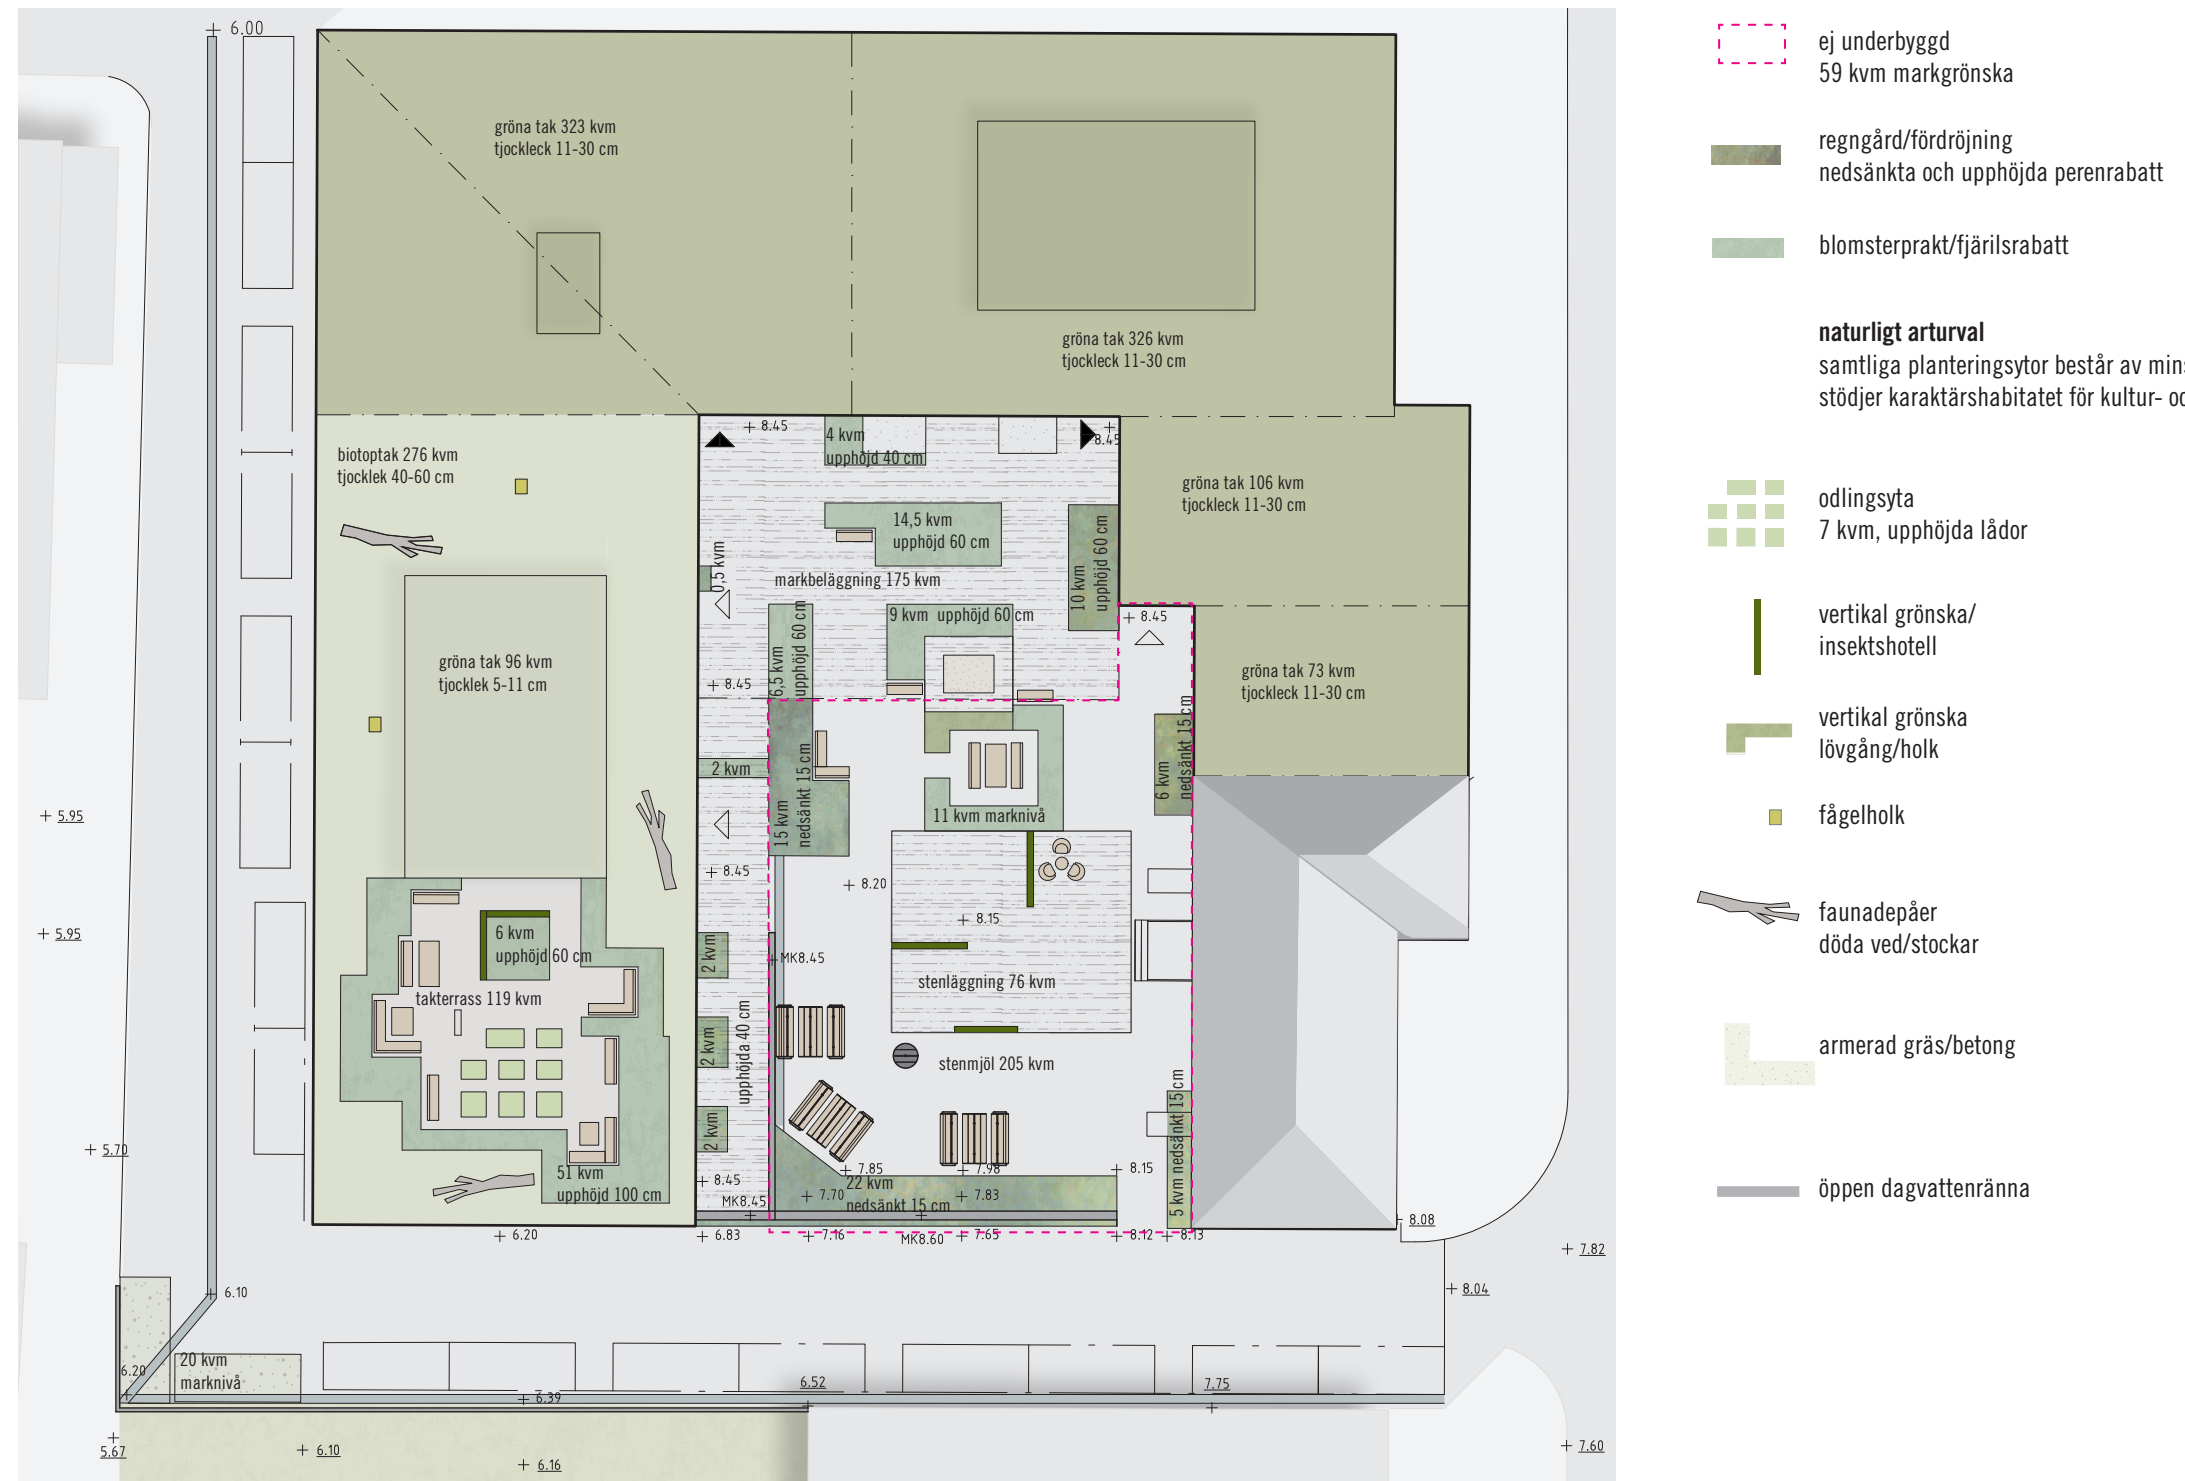 6.00
gröna tak 323 kvm
tjockleck 11-30 cm
gröna tak 326 kvm
tjockleck 11-30 cm
biotoptak 276 kvm
tjocklek 40-60 cm
8.45
4 kvm
upphöjd 40 cm
8.45
gröna tak 106 kvm
tjockleck 11-30 cm
14,5 kvm
upphöjd 60 cm
10 kvm
upphöjd 60 cm
0,5 kvm
markbeläggning 175 kvm
6,5 kvm
upphöjd 60 cm
9 kvm upphöjd 60 cm
8.45
gröna tak 96 kvm
tjocklek 5-11 cm
gröna tak 73 kvm
tjockleck 11-30 cm
8.45
2 kvm
15 kvm
nedsänkt 15 cm
6 kvm
nedsänkt 15 cm
11 kvm marknivå
5.95
8.45
8.20
8.15
5.95
6 kvm
upphöjd 60 cm
2 kvm
MK8.45
stenläggning 76 kvm
takterrass 119 kvm
2 kvm
upphöjda 40 cm
stenmjöl 205 kvm
2 kvm
5.70
51 kvm
upphöjd 100 cm
8.45
MK8.45
7.85
7.98
8.15
22 kvm
nedsänkt 15 cm
7.70
7.83
5 kvm nedsänkt 15 cm
6.20
6.83
7.16
MK8.60
7.65
8.12
8.13
8.08
7.82
6.10
8.04
6.20
20 kvm
marknivå
6.39
6.52
7.75
5.67
6.10
6.16
7.60
ej underbyggd
59 kvm markgrönska
regngård/fördröjning
nedsänkta och upphöjda perenrabatt
blomsterprakt/fjärilsrabatt
naturligt arturval
samtliga planteringsytor består av mins
stödjer karaktärshabitatet för kultur- oc
odlingsyta
7 kvm, upphöjda lådor
vertikal grönska/
insektshotell
vertikal grönska
lövgång/holk
fågelholk
faunadepåer
döda ved/stockar
armerad gräs/betong
öppen dagvattenränna